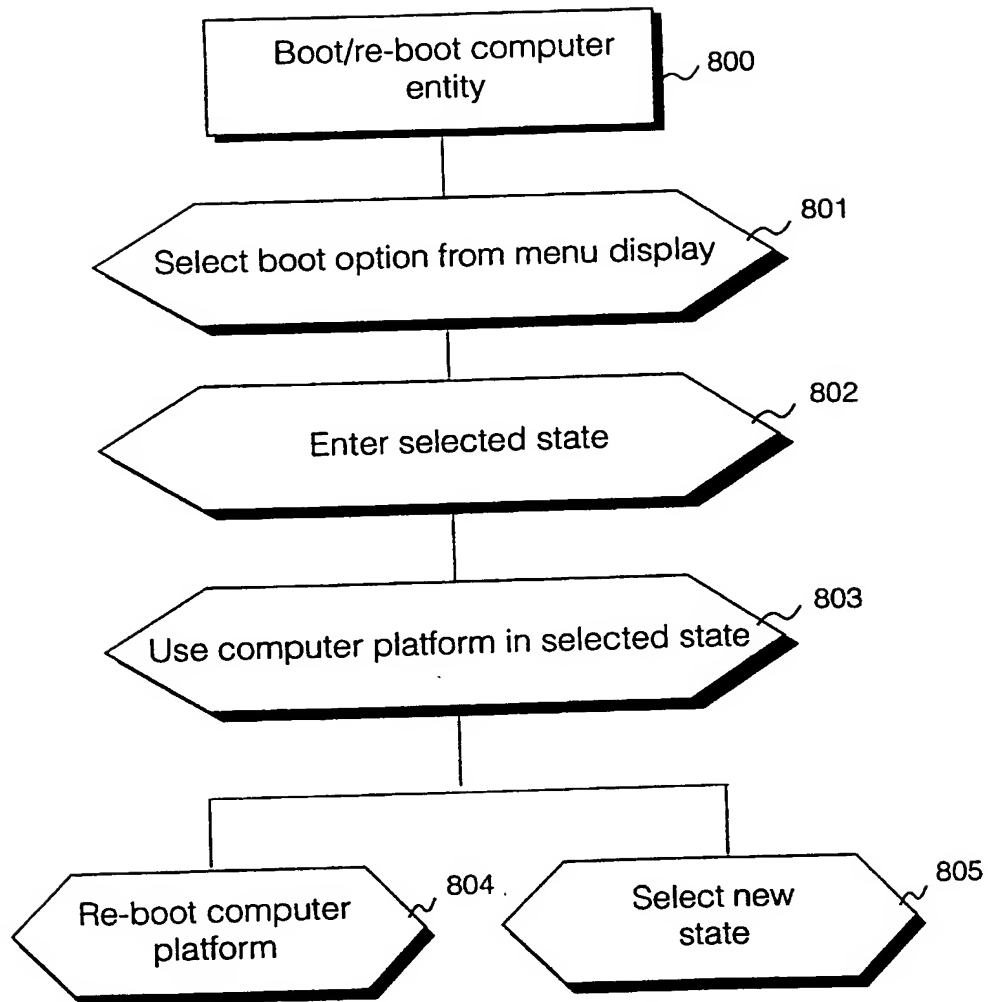 Boot/re-boot computer
entity
800
Select boot option from menu display
801
Enter selected state
802
Use computer platform in selected state
803
Re-boot computer
platform
804
Select new
state
805